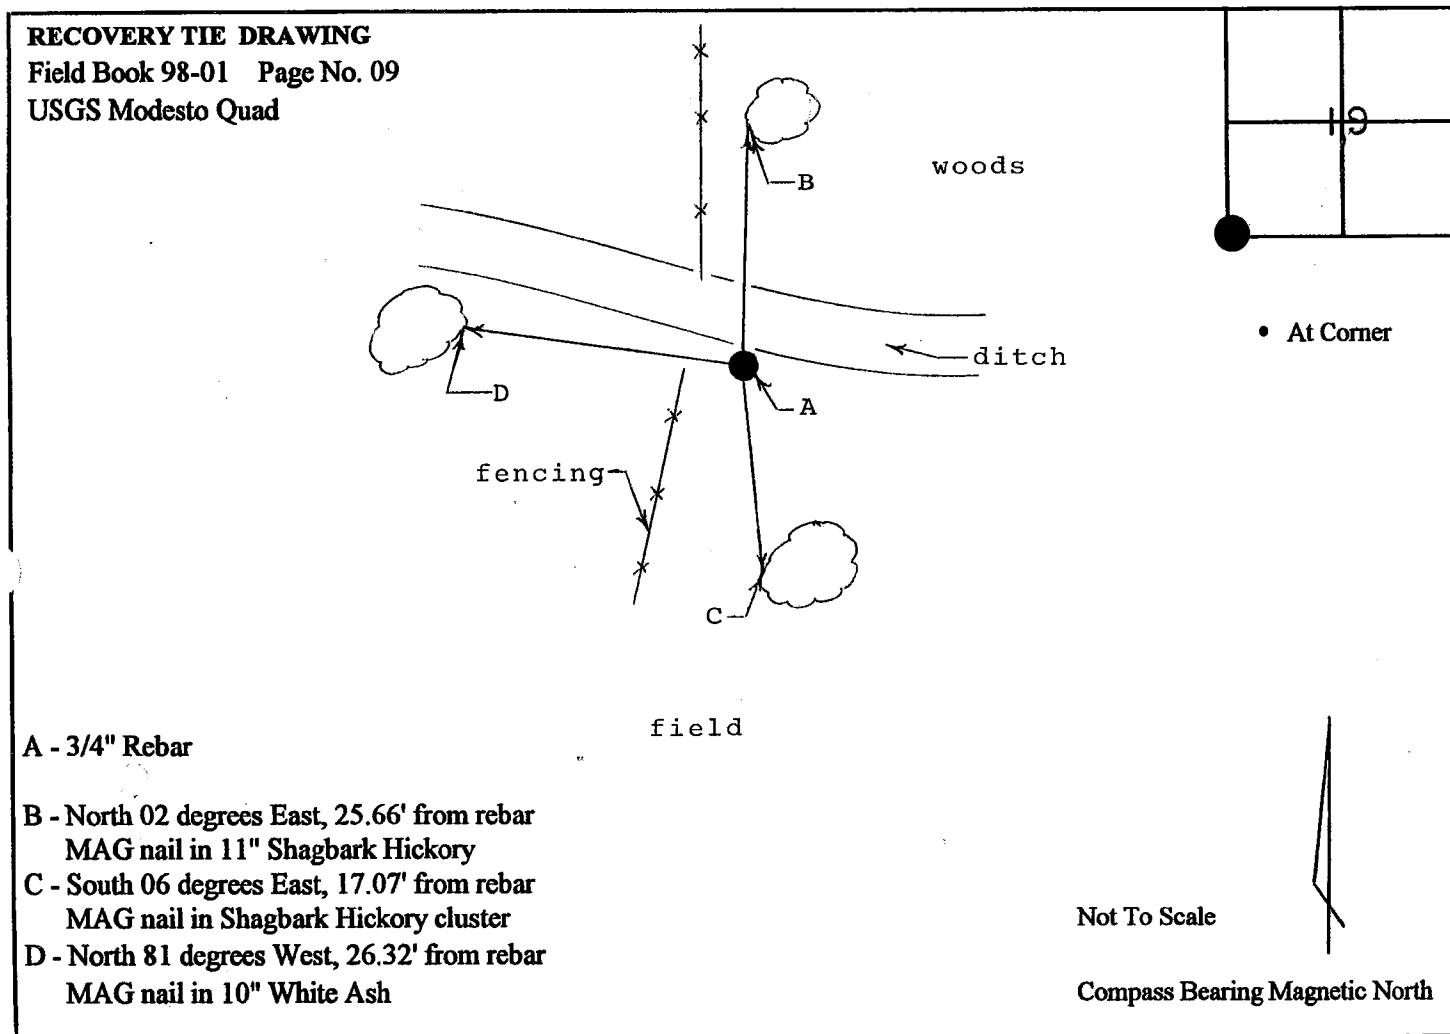 RECOVERY TIE DRAWING
Field Book 98-01 Page No. 09
USGS Modesto Quad
B
woods
At Corner
ditch
D
A
fencing
C
field
A - 3/4" Rebar
B - North 02 degrees East, 25.66' from rebar
MAG nail in 11" Shagbark Hickory
C - South 06 degrees East, 17.07' from rebar
MAG nail in Shagbark Hickory cluster
D - North 81 degrees West, 26.32' from rebar
MAG nail in 10" White Ash
Not To Scale
Compass Bearing Magnetic North